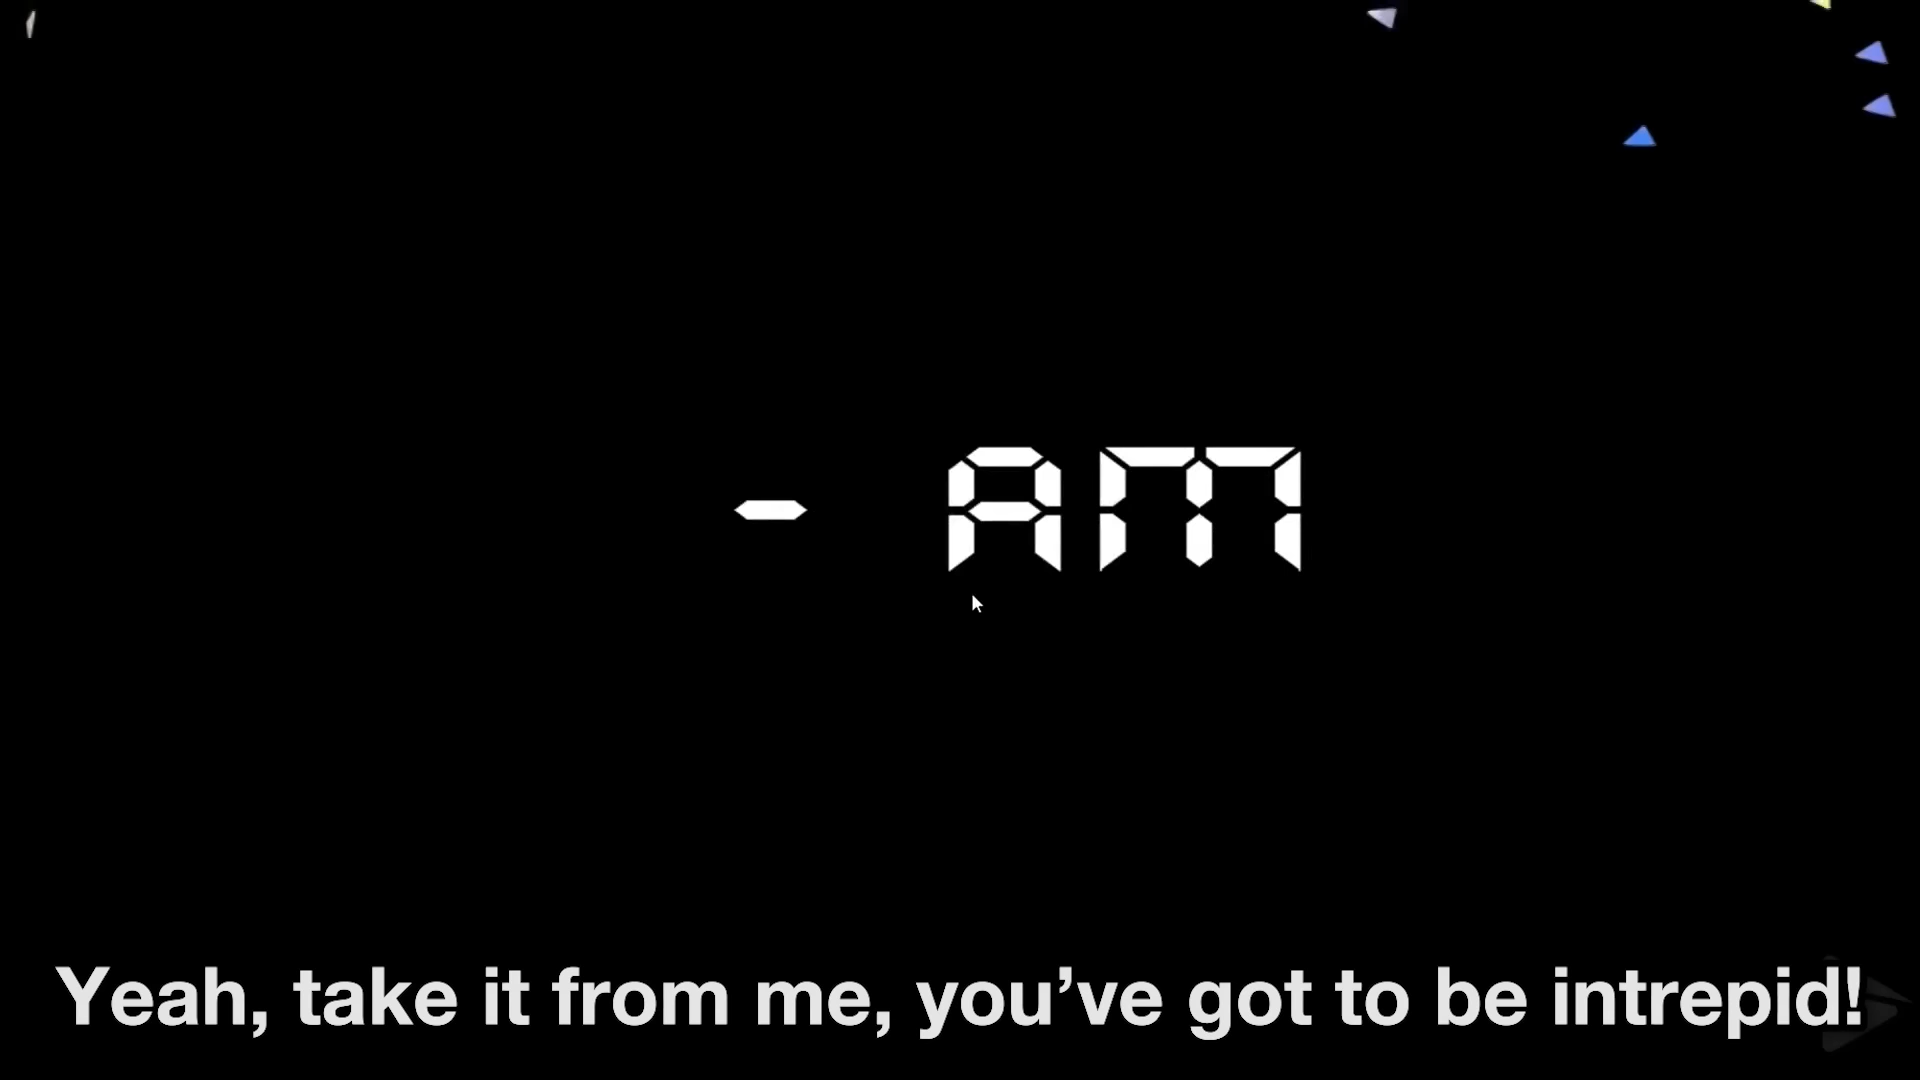 - AM
Yeah, take it from me, you’ve got to be intrepid!